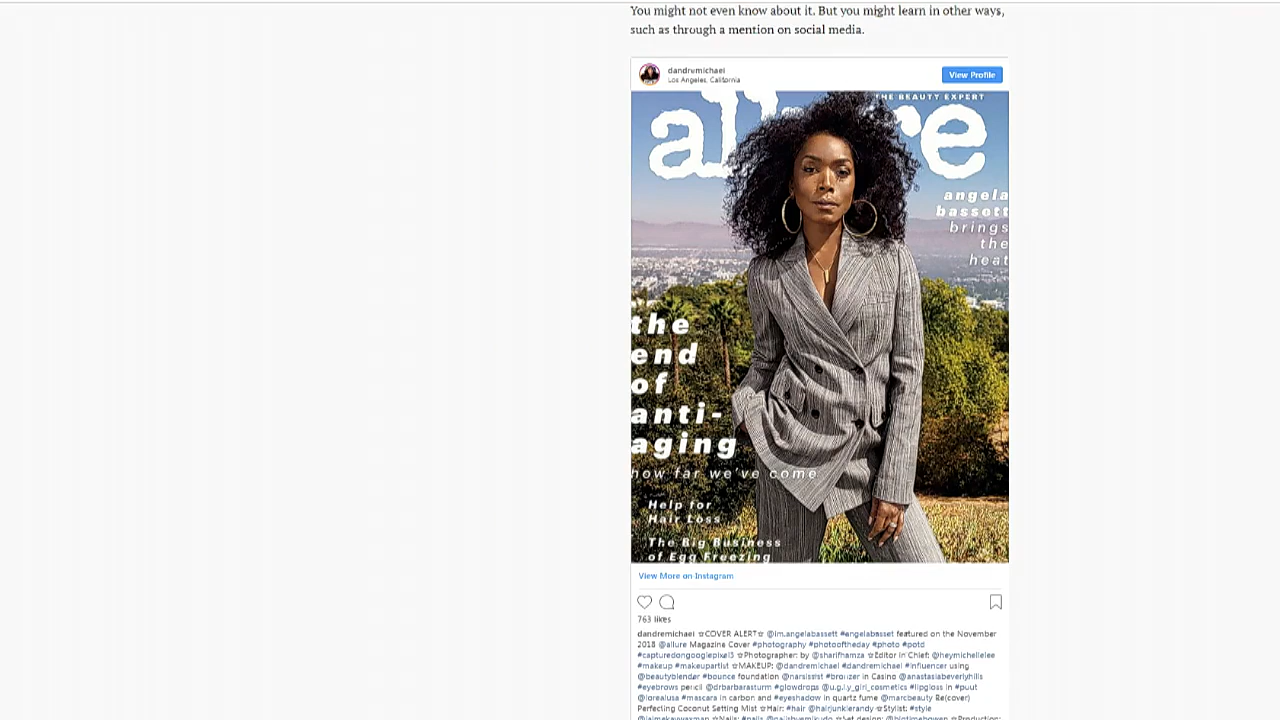 You might not even know about it. But you might learn in other ways,
such as through a mention on social media.
dandremichael
Los Angeles, California
View Profile
THE BEAUTY EXPERT
allure
angela
bassett
brings
the
heat
the
end
of
anti-
aging
how far we've come
Help for
Hair Loss
The Big Business
of Egg Freezing
View More on Instagram
763 likes
dandremichael ☆COVER ALERT☆ @im.angelabassett #angelabasset featured on the November
2018 @allure Magazine Cover #photography #photooftheday #photo #potd
#capturedongooglepixel3 ☆Photographer: by @sharifhamza ☆Editor in Chief: @heymichellelee
#makeup #makeupartist ☆MAKEUP: @dandremichael #dandremichael #influencer using
@beautyblender #bounce foundation @narsissist #bronzer in Casino @anastasiabeverlyhills
#eyebrows pencil @drbarbarasturm #glowdrops @u.g.l.y_girl_cosmetics #lipgloss in #puut
@lorealusa #mascara in carbon and #eyeshadow in quartz fume @marcbeauty Re(cover)
Perfecting Coconut Setting Mist ☆Hair: #hair @hairjunkierandy ☆Stylist: #style